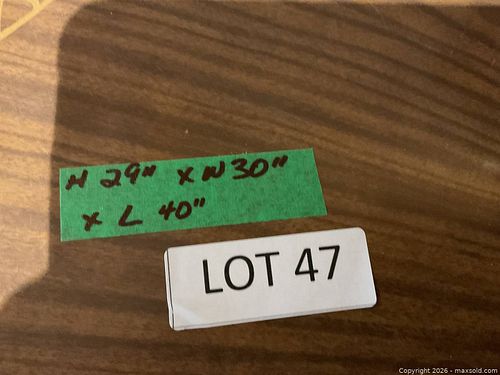 H 29" x W 30"
x L 40"
LOT 47
Copyright 2026 - maxsold.com